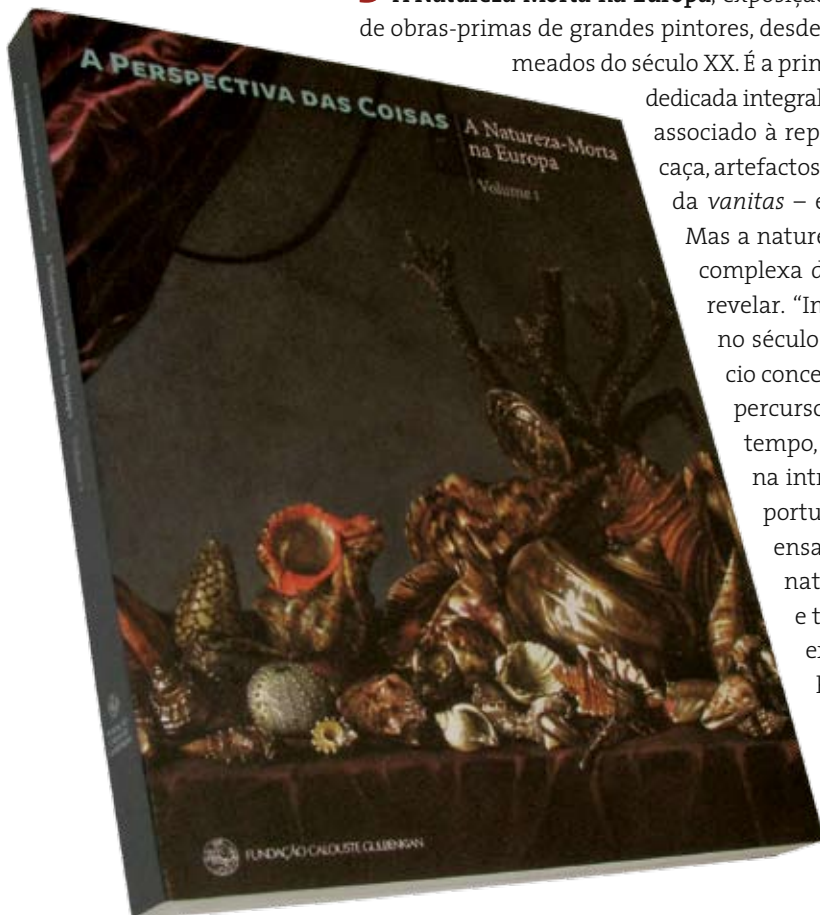 A Natureza-Morta na Europa, exposição
de obras-primas de grandes pintores, desde
meados do século XX. É a prim
dedicada integral
associado à rep
caça, artefactos
da vanitas – e
Mas a nature
complexa d
revelar. “In
no século
cio conce
percurso
tempo,
na intr
portu
ensa
nat
e t
ex
A PERSPECTIVA DAS COISAS
A Natureza-Morta
na Europa
Volume I
FUNDAÇÃO CALOUSTE GULBENKIAN